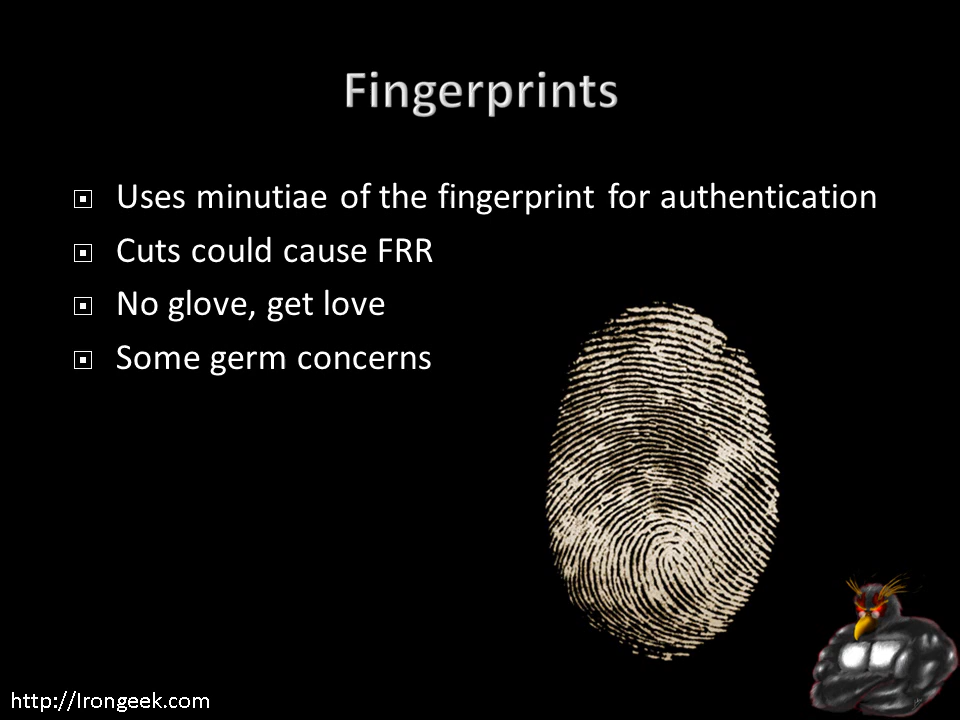 Fingerprints
Uses minutiae of the fingerprint for authentication
Cuts could cause FRR
No glove, get love
Some germ concerns
http://Irongeek.com